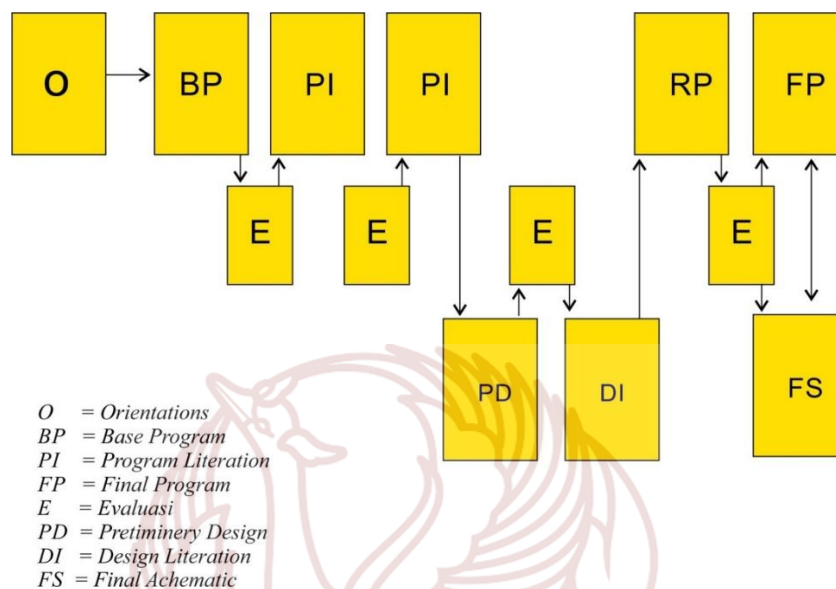 O BP PI PI RP FP
E E E E
PD DI FS
O = Orientations
BP = Base Program
PI = Program Literation
FP = Final Program
E = Evaluasi
PD = Pretiminery Design
DI = Design Literation
FS = Final Achematic